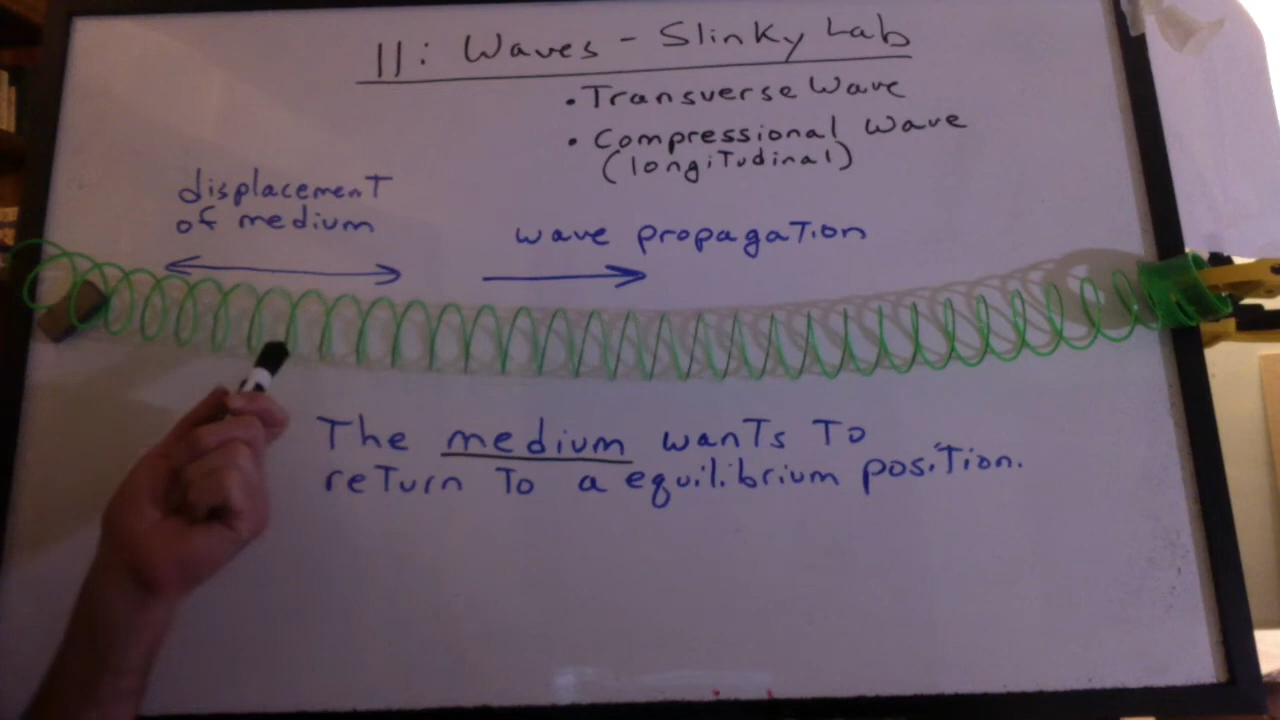 11: Waves - Slinky Lab
• Transverse Wave
• Compressional Wave
(longitudinal)
displacement
of medium
wave propagation
The medium wants to
return to a equilibrium position.